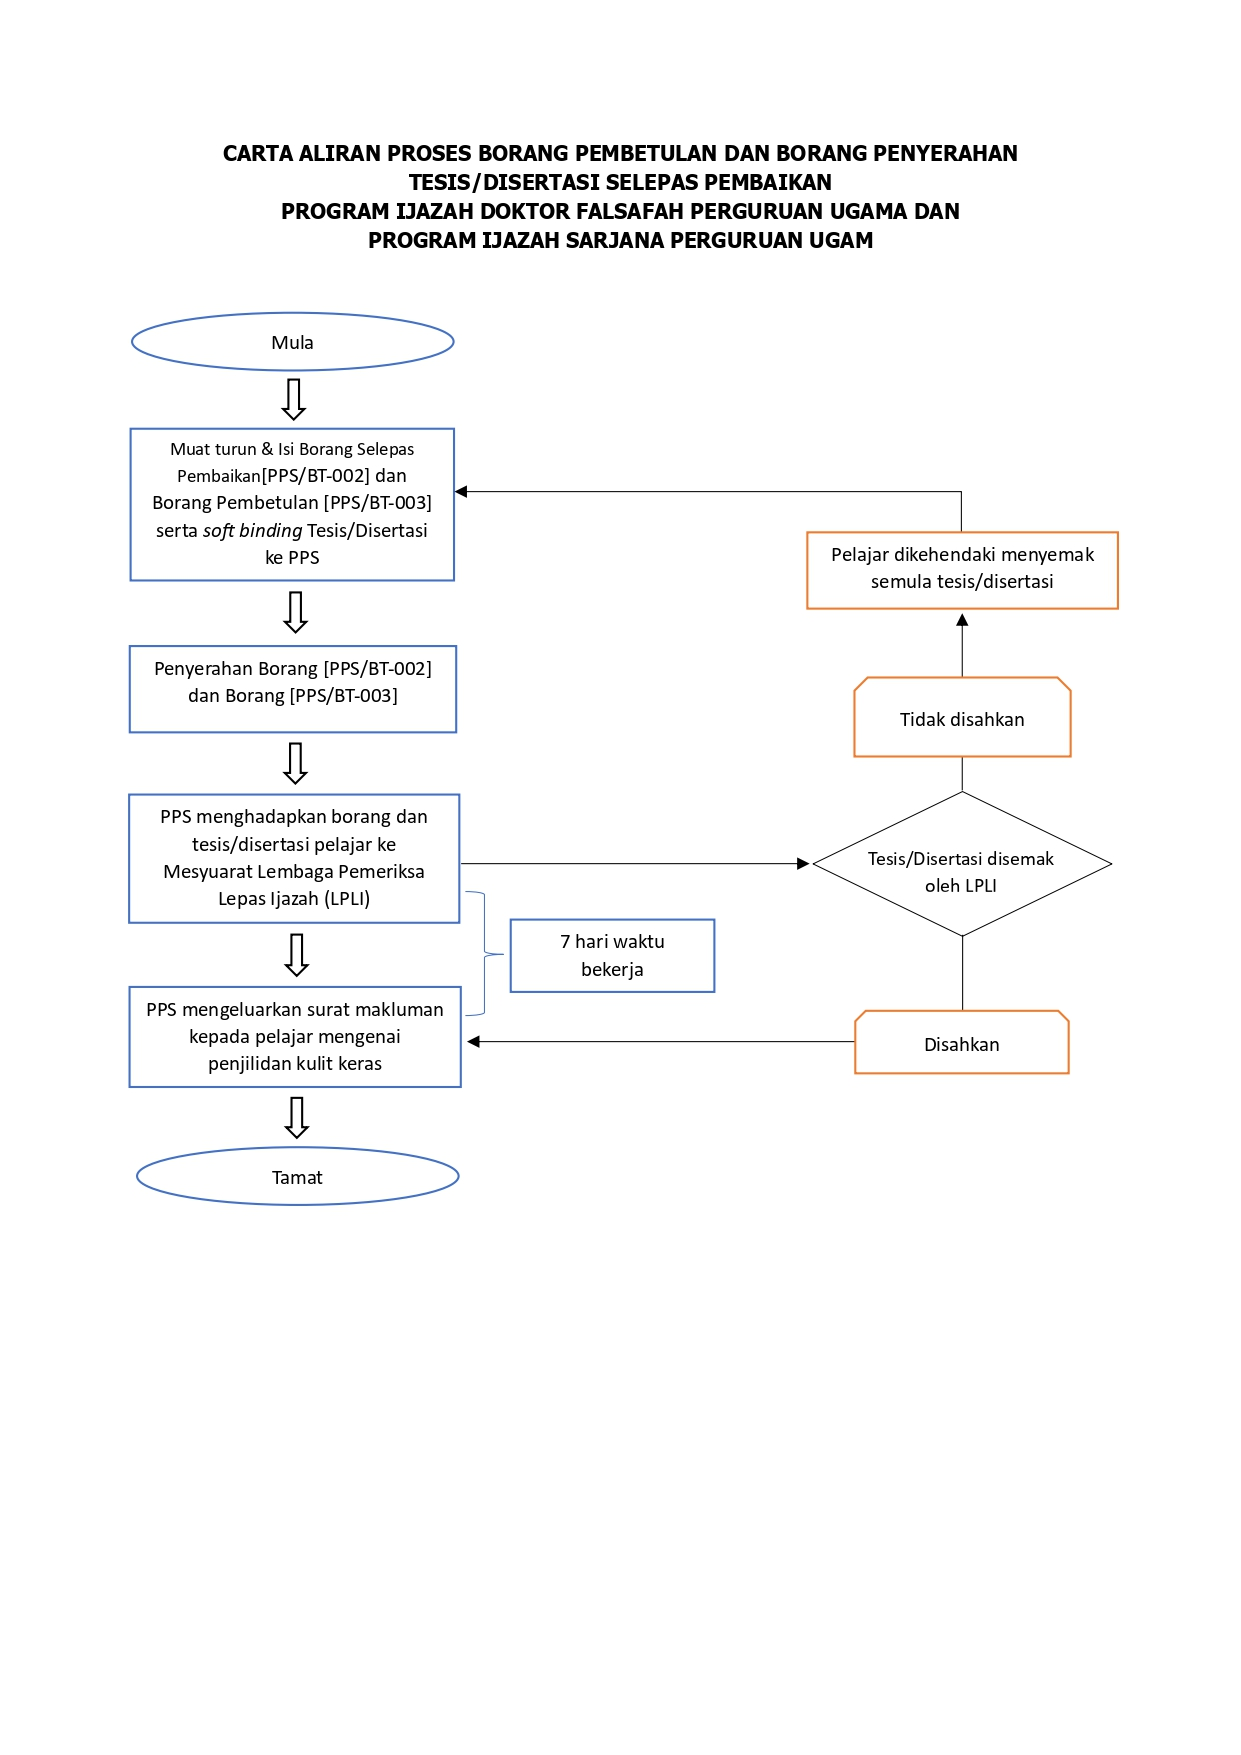 CARTA ALIRAN PROSES BORANG PEMBETULAN DAN BORANG PENYERAHAN
TESIS/DISERTASI SELEPAS PEMBAIKAN
PROGRAM IJAZAH DOKTOR FALSAFAH PERGURUAN UGAMA DAN
PROGRAM IJAZAH SARJANA PERGURUAN UGAM
Mula
Muat turun & Isi Borang Selepas
Pembaikan[PPS/BT-002] dan
Borang Pembetulan [PPS/BT-003]
serta soft binding Tesis/Disertasi
ke PPS
Pelajar dikehendaki menyemak
semula tesis/disertasi
Penyerahan Borang [PPS/BT-002]
dan Borang [PPS/BT-003]
Tidak disahkan
PPS menghadapkan borang dan
tesis/disertasi pelajar ke
Mesyuarat Lembaga Pemeriksa
Lepas Ijazah (LPLI)
Tesis/Disertasi disemak
oleh LPLI
7 hari waktu
bekerja
PPS mengeluarkan surat makluman
kepada pelajar mengenai
penjilidan kulit keras
Disahkan
Tamat